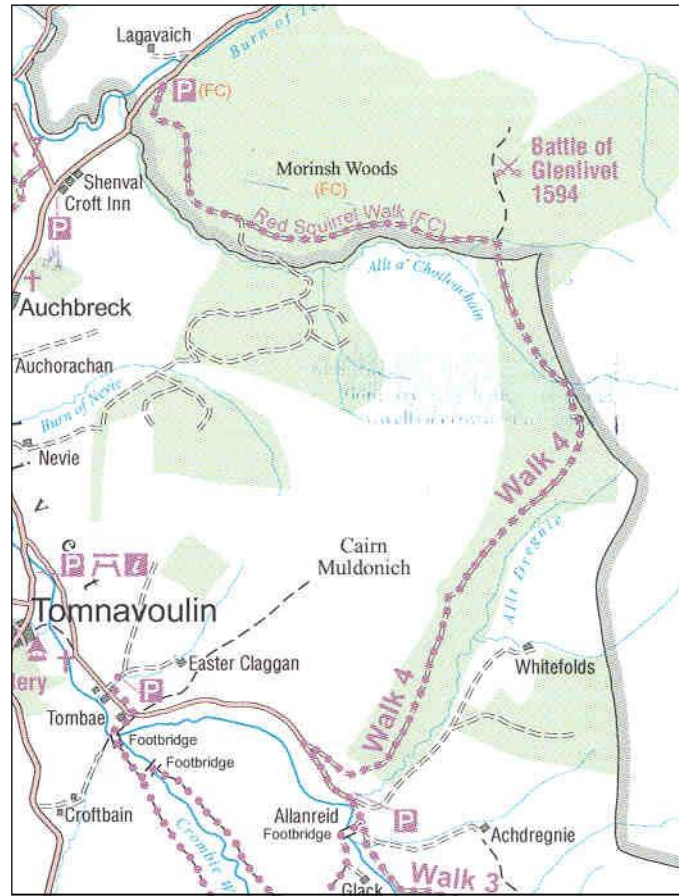 Lagavaich
P (FC)
Morinsh Woods
(FC)
Battle of
Glenlivet
1594
Shenval
Croft Inn
P
Red Squirrel Walk (FC)
Allt a' Choileachain
Auchbreck
Auchorachan
Burn of Nevie
Nevie
Walk 4
Cairn
Muldonich
Allt Dregnie
P i
Tomnavoulin
Easter Claggan
Whitefolds
P
Tombae
Walk 4
Footbridge
Footbridge
Croftbain
Allanreid
P
Footbridge
Achdregnie
Crombie
Glack
Walk 3